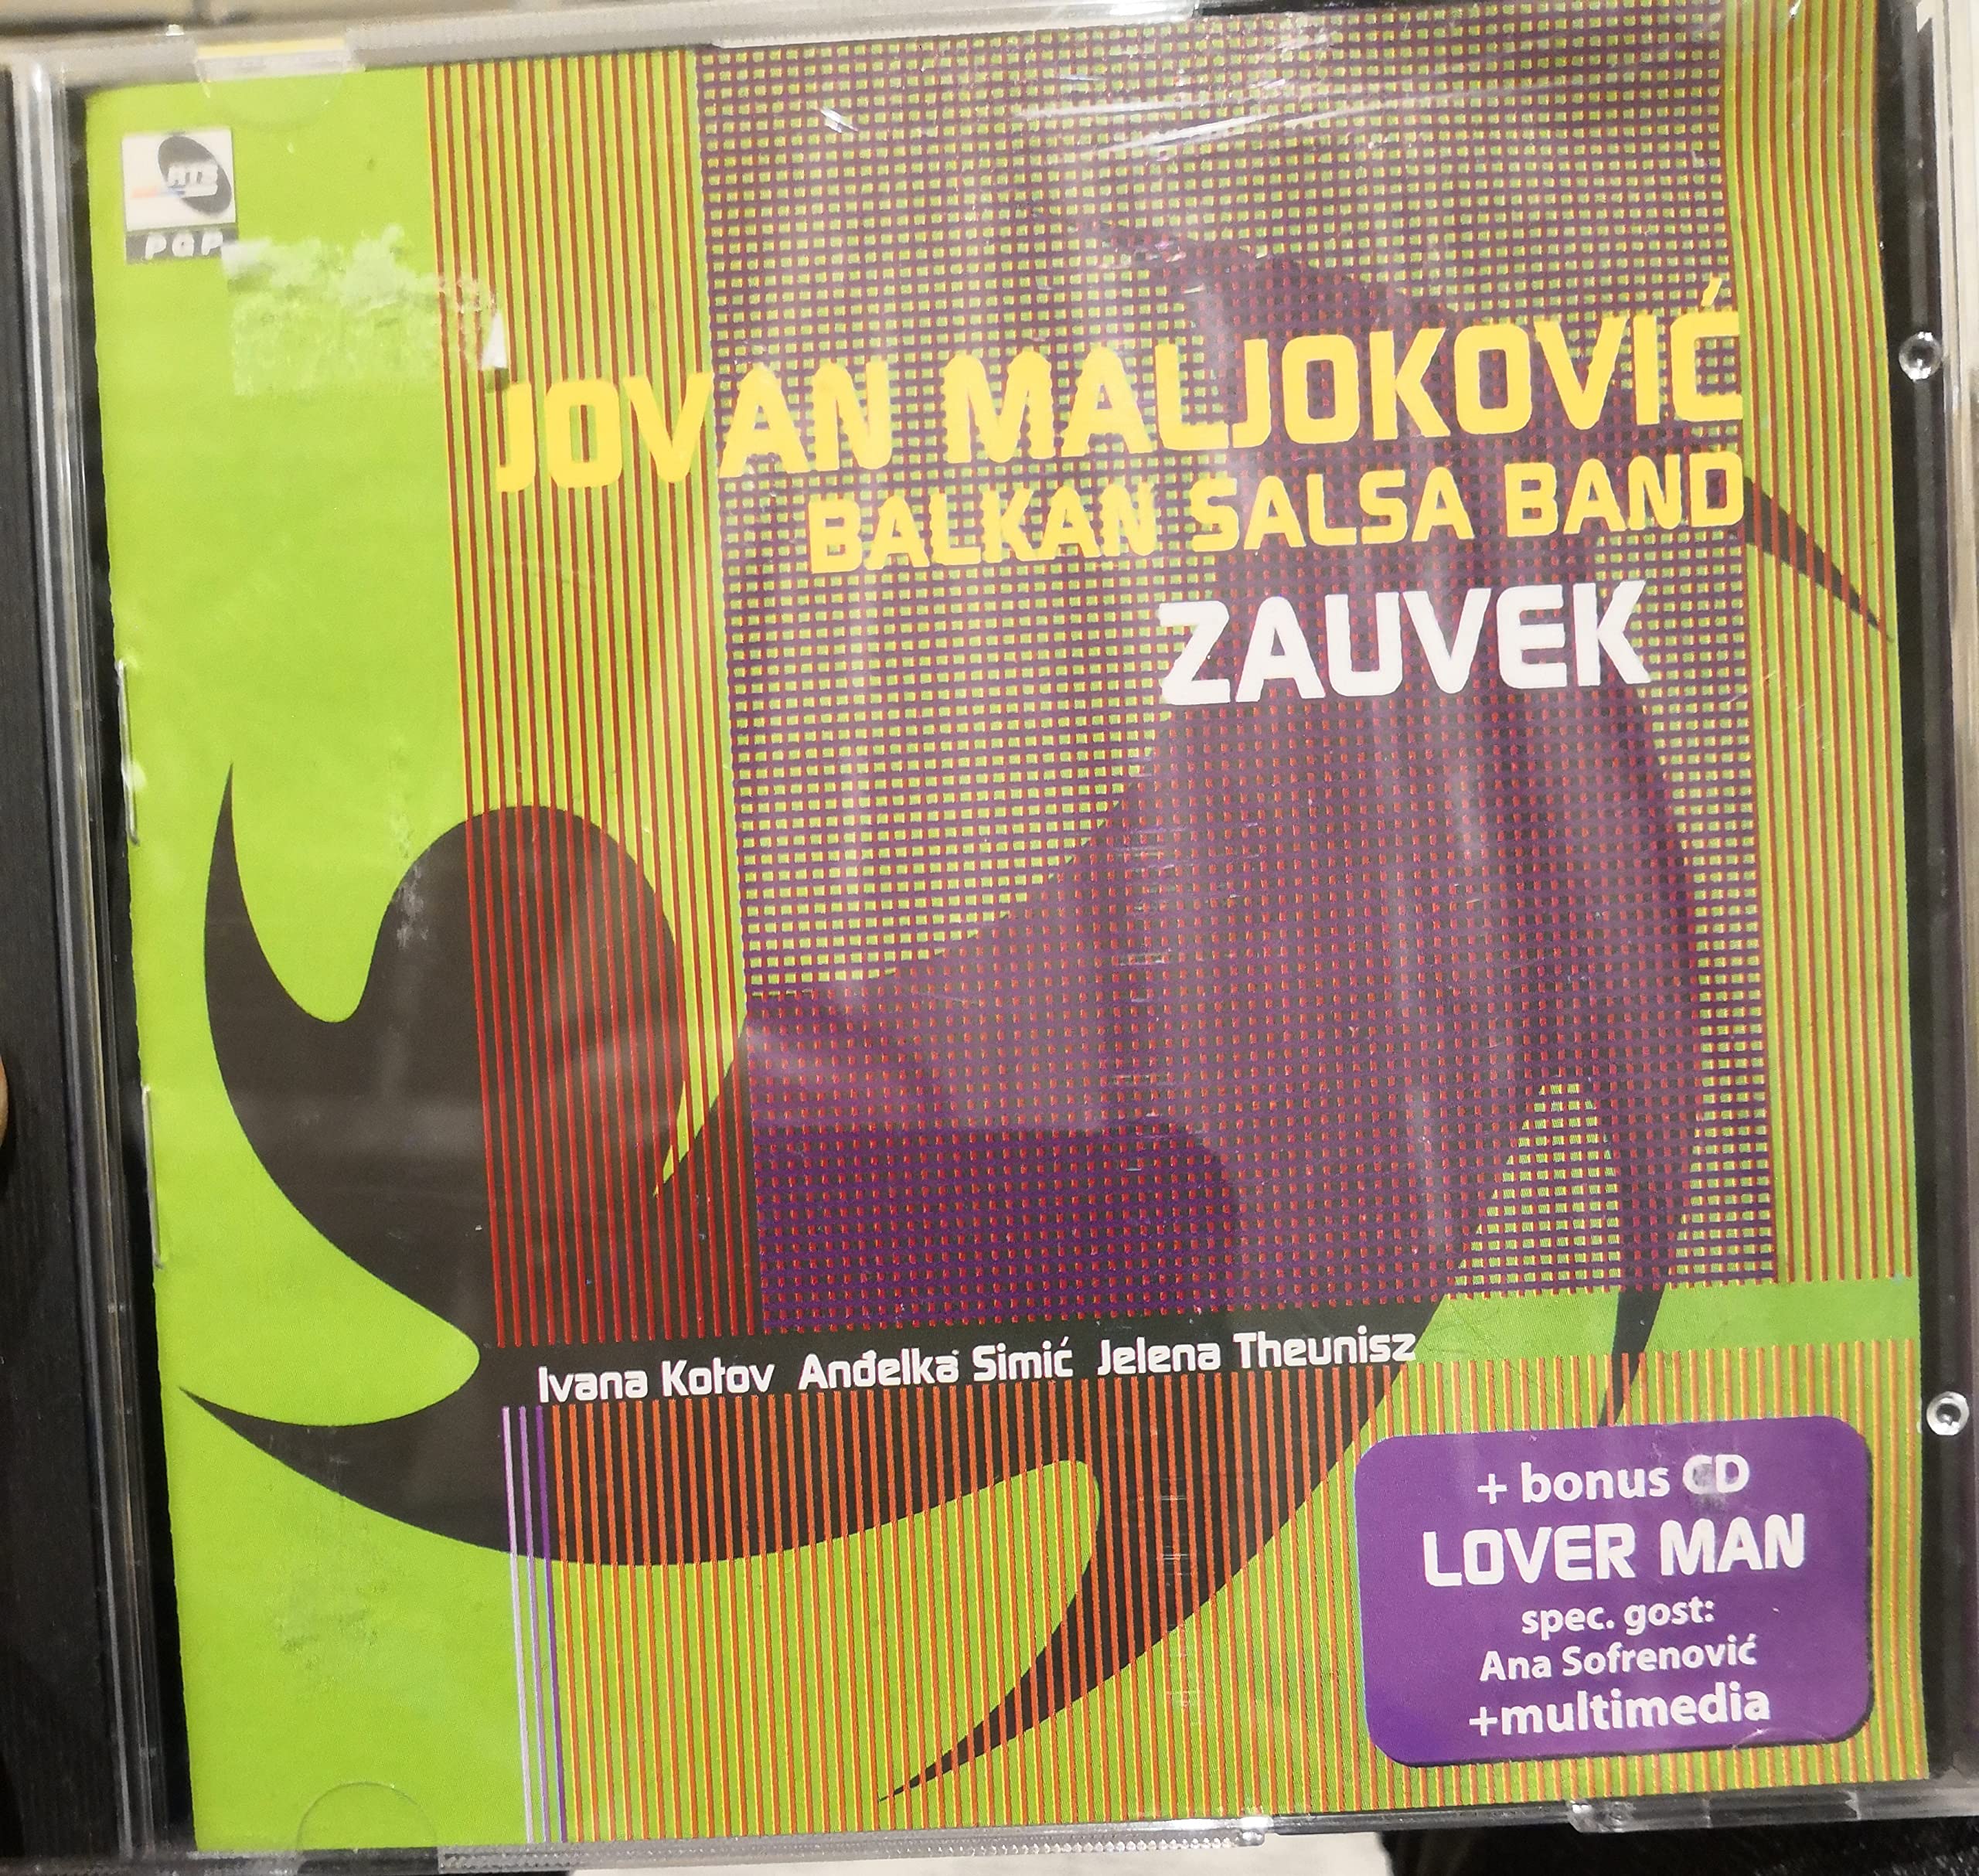 RTS
PGP
JOVAN MALJOKOVIĆ
BALKAN SALSA BAND
ZAUVEK
Ivana Kotov Anđelka Simić Jelena Theunisz
+ bonus CD
LOVER MAN
spec. gost:
Ana Sofrenović
+multimedia